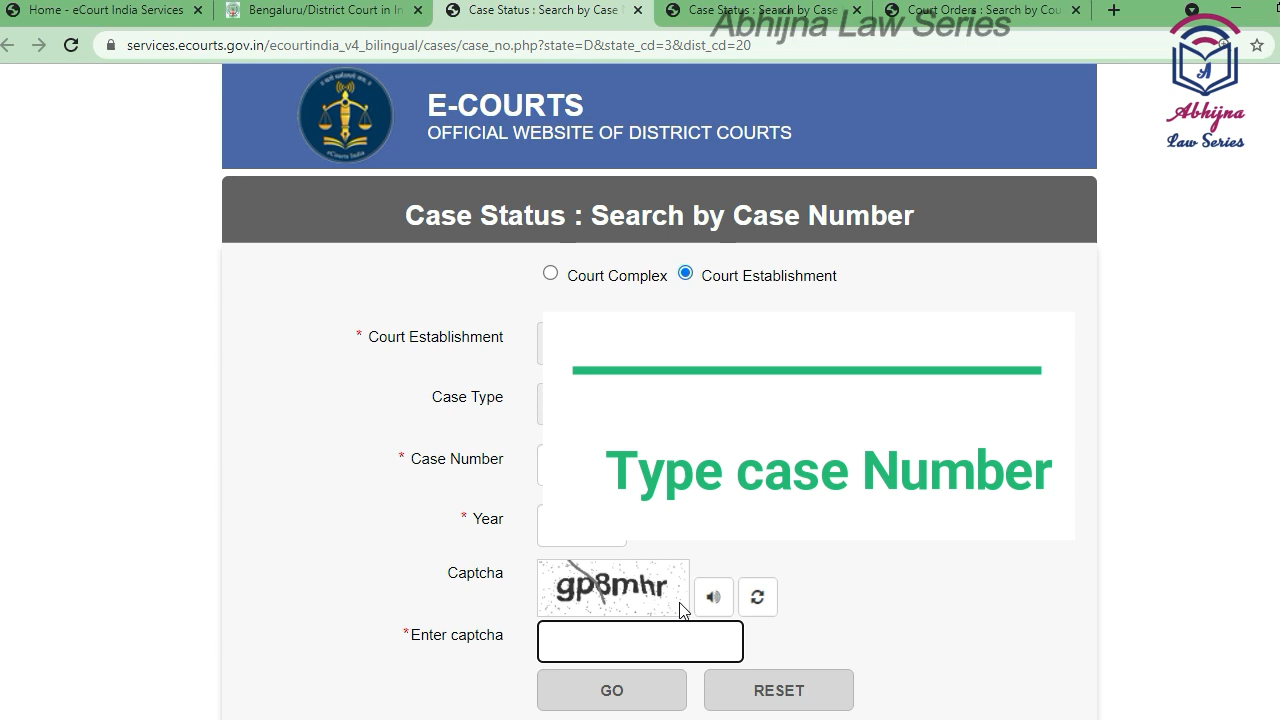 Home - eCourt India Services
Bengaluru/District Court in In
Case Status : Search by Case
Case Status : Search by Case
Court Orders : Search by Cou
Abhijna Law Series
services.ecourts.gov.in/ecourtindia_v4_bilingual/cases/case_no.php?state=D&state_cd=3&dist_cd=20
A
Abhijna
Law Series
E-COURTS
OFFICIAL WEBSITE OF DISTRICT COURTS
eCourts India
Case Status : Search by Case Number
Court Complex
Court Establishment
* Court Establishment
Case Type
Type case Number
* Case Number
* Year
Captcha
gp8mhr
*Enter captcha
GO
RESET